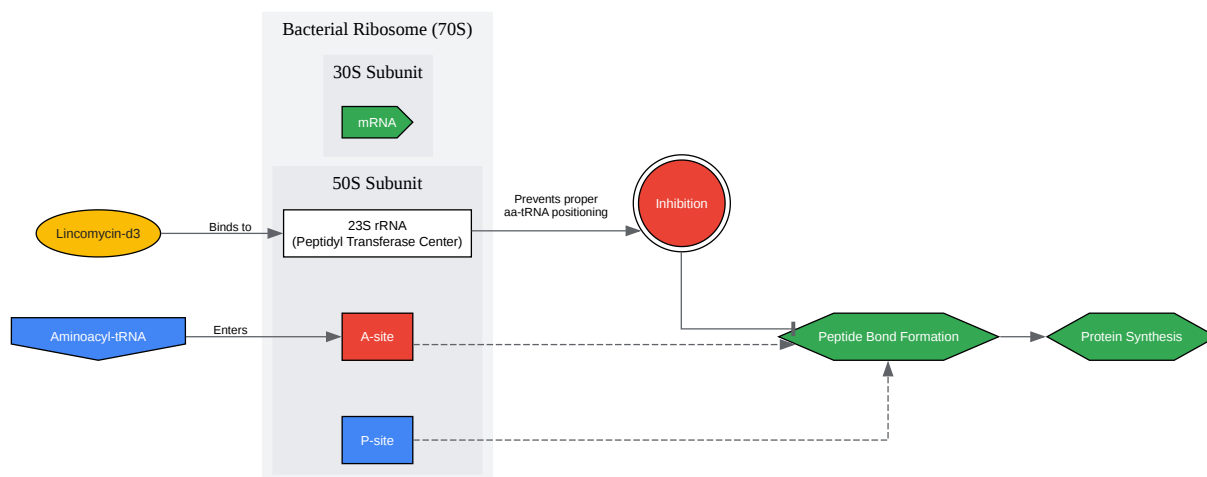 Bacterial Ribosome (70S)
30S Subunit
mRNA
50S Subunit
Lincomycin-d3
Binds to
23S rRNA
(Peptidyl Transferase Center)
Prevents proper
aa-tRNA positioning
Inhibition
Aminoacyl-tRNA
Enters
A-site
Peptide Bond Formation
Protein Synthesis
P-site